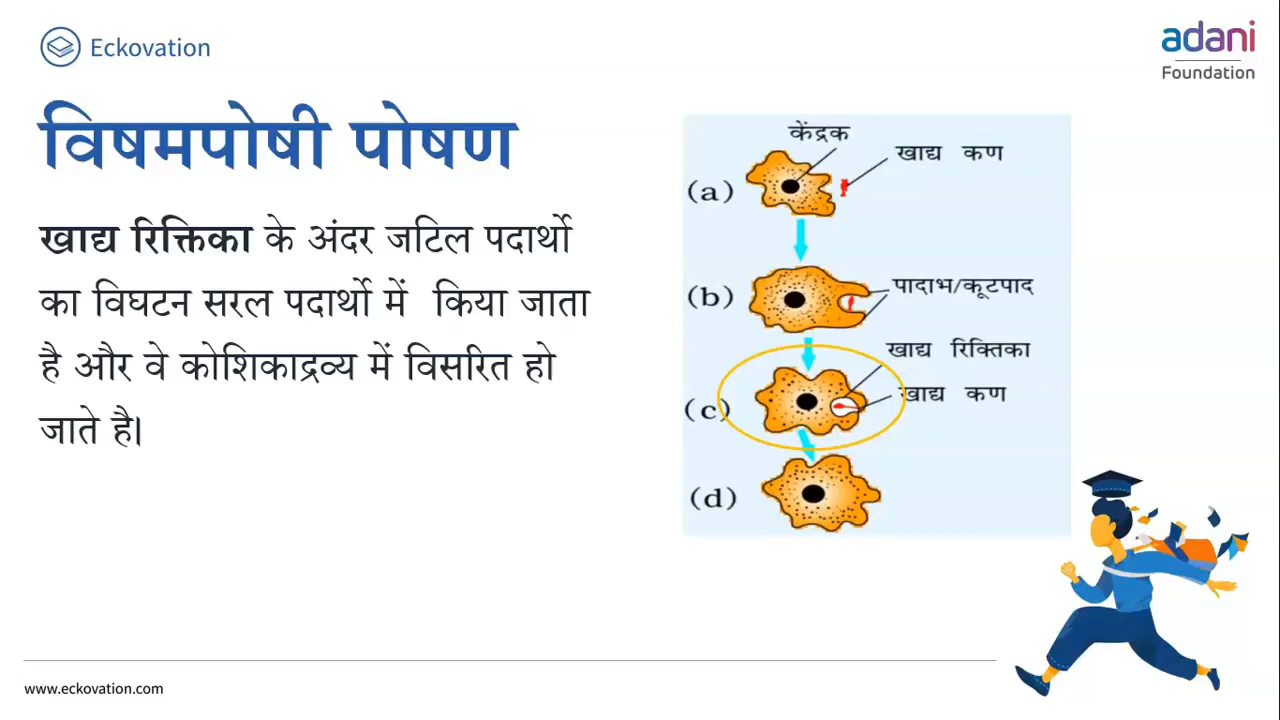 Eckovation
adani
Foundation
विषमपोषी पोषण
खाद्य रिक्तिका के अंदर जटिल पदार्थो
का विघटन सरल पदार्थो में किया जाता
है और वे कोशिकाद्रव्य में विसरित हो
जाते है।
केंद्रक
खाद्य कण
(a)
(b)
पादाभ/कूटपाद
खाद्य रिक्तिका
(c)
खाद्य कण
(d)
www.eckovation.com